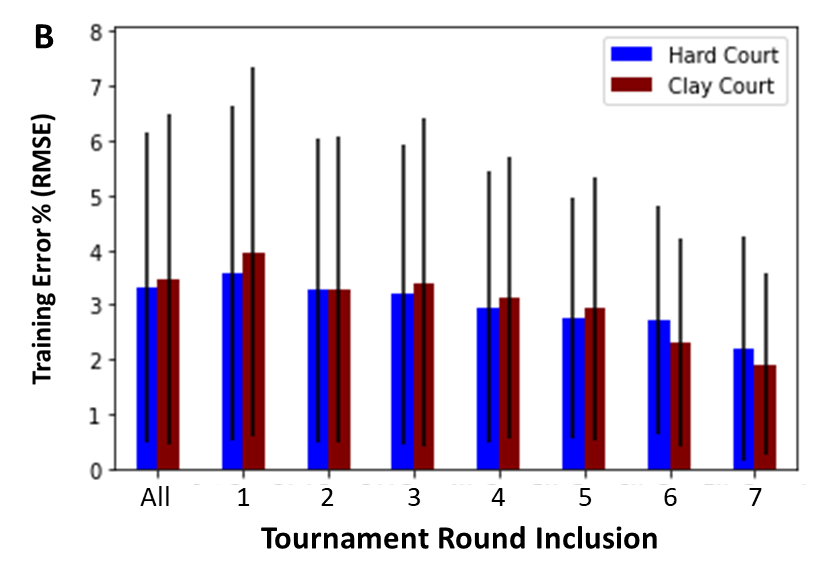 B
Training Error % (RMSE)
8
7
6
5
4
3
2
1
0
Hard Court
Clay Court
All 1 2 3 4 5 6 7
Tournament Round Inclusion